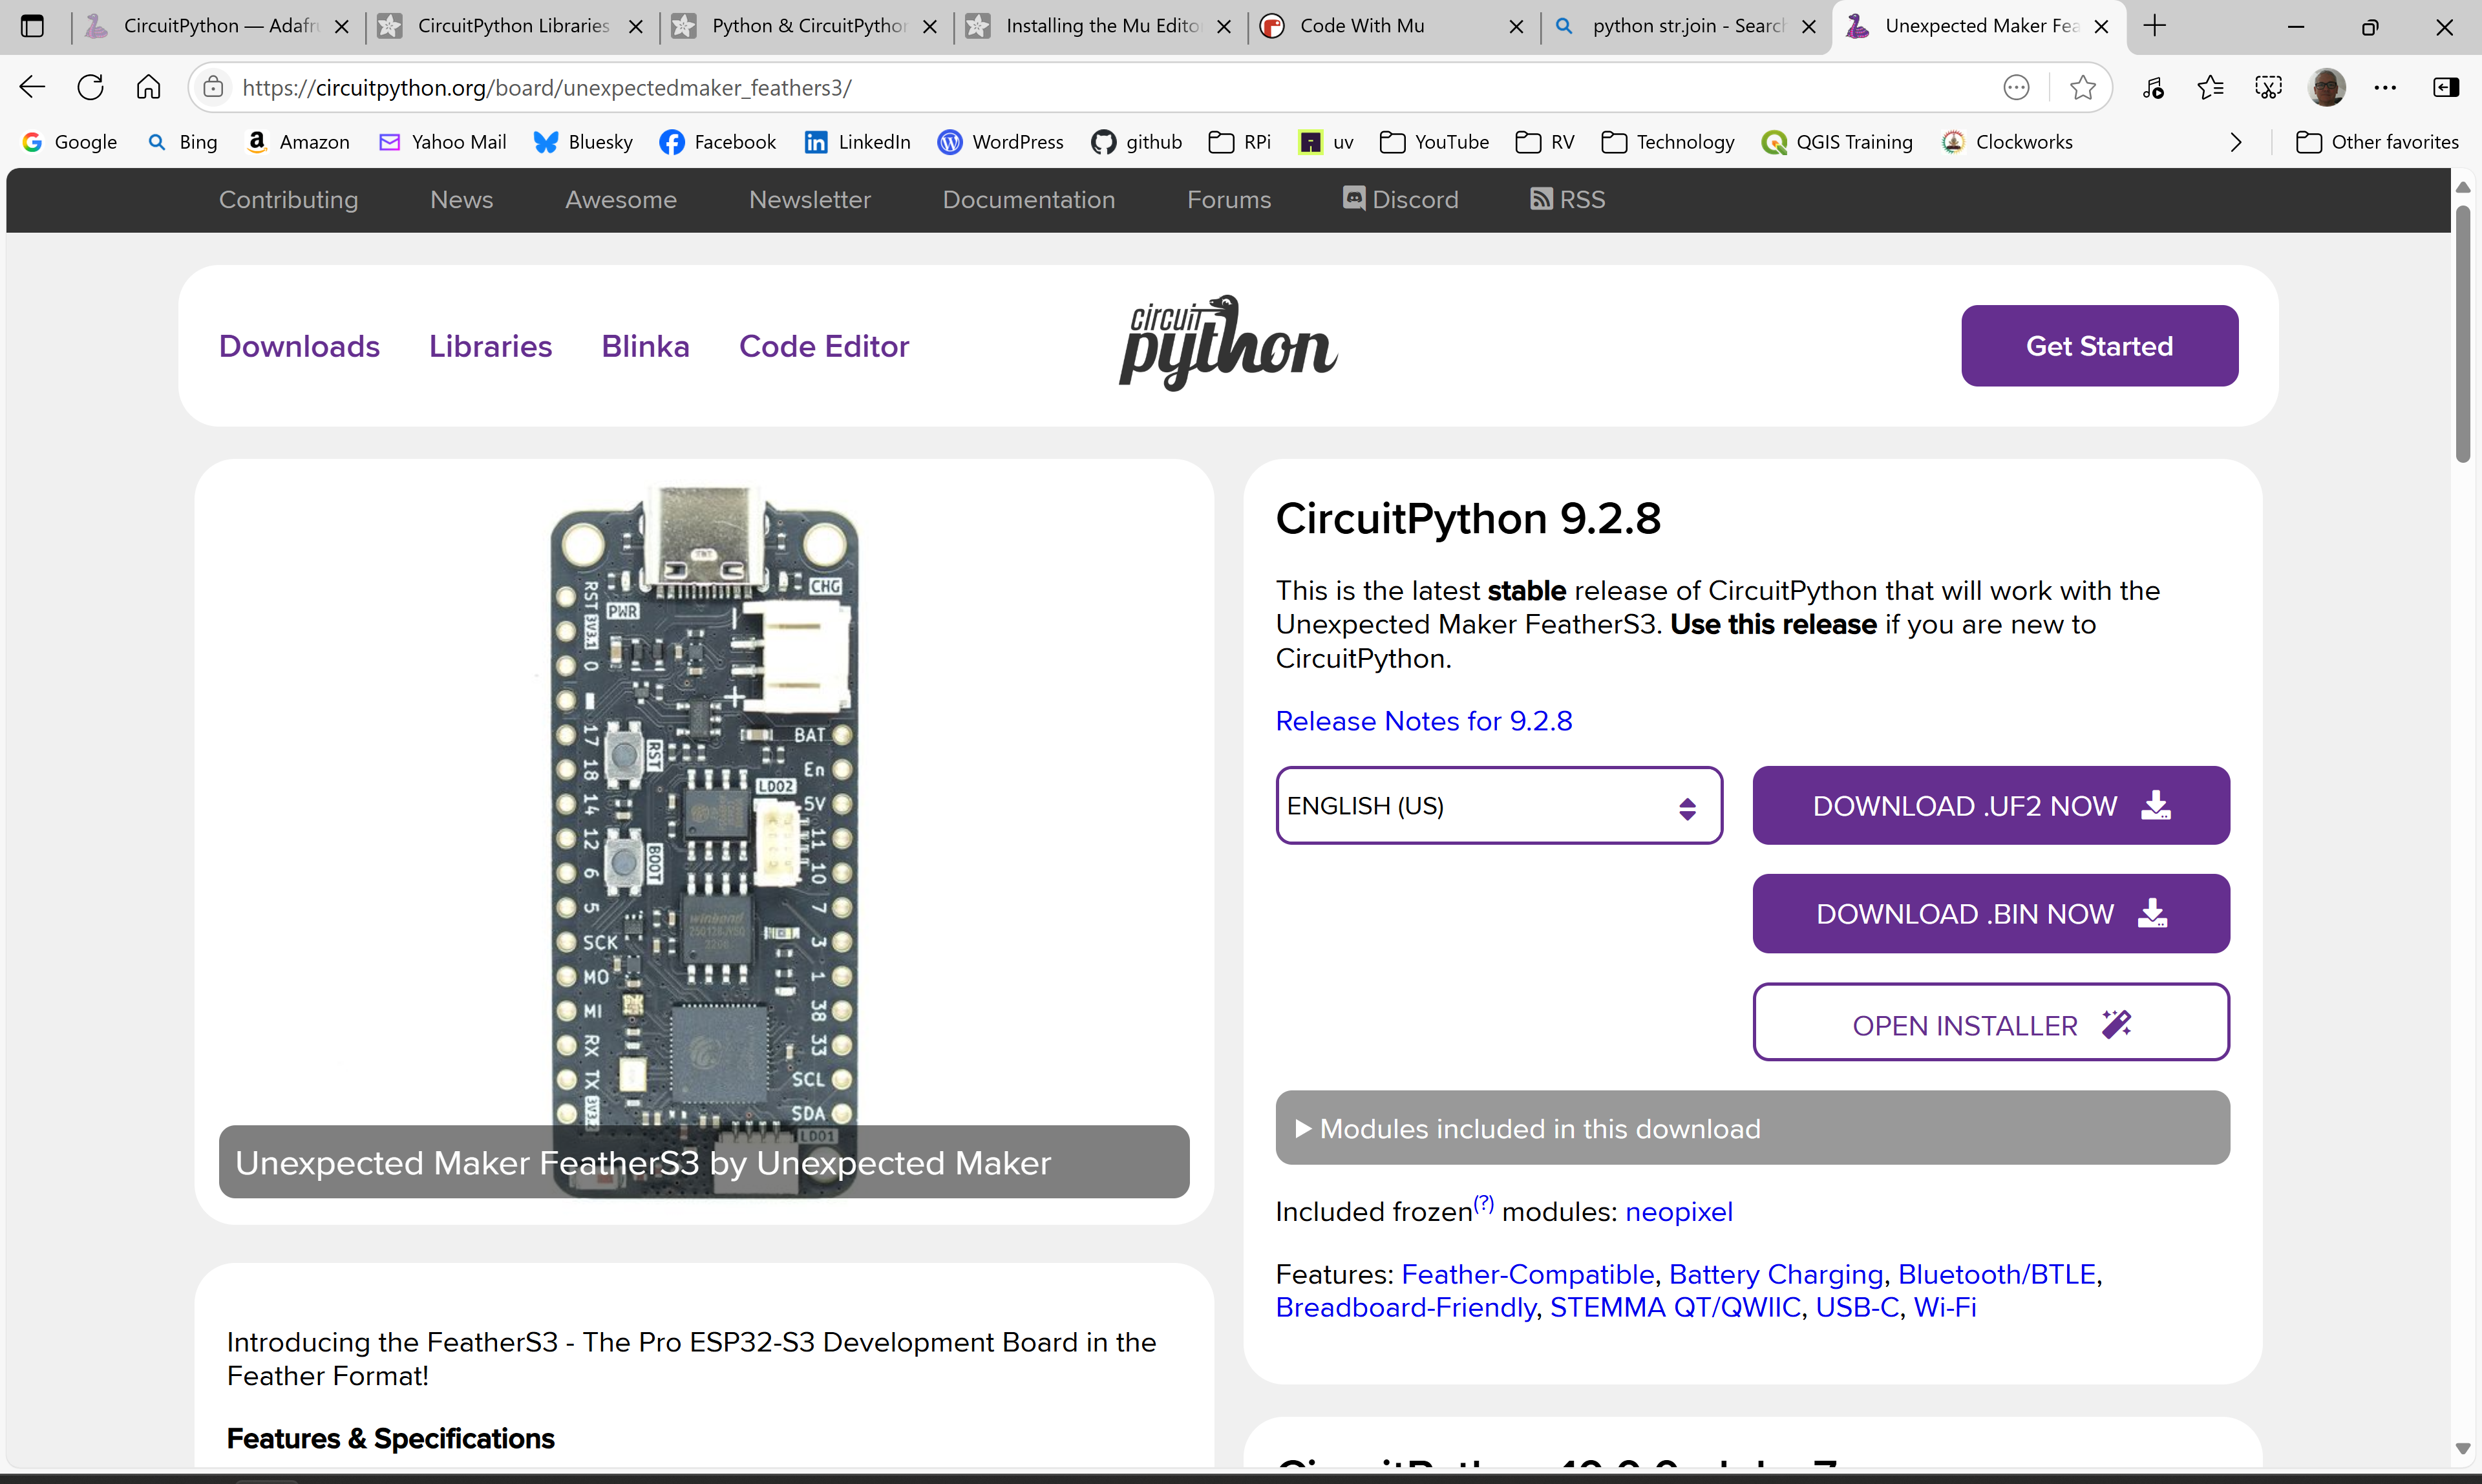 CircuitPython — Adafr
CircuitPython Libraries
Python & CircuitPython
Installing the Mu Edito
Code With Mu
python str.join - Search
Unexpected Maker Fea
https://circuitpython.org/board/unexpectedmaker_feathers3/
Google
Bing
Amazon
Yahoo Mail
Bluesky
Facebook
LinkedIn
WordPress
github
RPi
uv
YouTube
RV
Technology
QGIS Training
Clockworks
Other favorites
Contributing
News
Awesome
Newsletter
Documentation
Forums
Discord
RSS
Downloads
Libraries
Blinka
Code Editor
circuit
python
Get Started
CHG
PWR
RST
3V3.1
0
17
18
14
12
6
5
SCK
MO
MI
RX
TX
3V3.2
RST
BOOT
BAT
En
LDO2
5V
11
10
7
3
1
38
33
SCL
SDA
LDO1
winbond
Unexpected Maker FeatherS3 by Unexpected Maker
Introducing the FeatherS3 - The Pro ESP32-S3 Development Board in the
Feather Format!
Features & Specifications
CircuitPython 9.2.8
This is the latest stable release of CircuitPython that will work with the
Unexpected Maker FeatherS3. Use this release if you are new to
CircuitPython.
Release Notes for 9.2.8
ENGLISH (US)
DOWNLOAD .UF2 NOW
DOWNLOAD .BIN NOW
OPEN INSTALLER
Modules included in this download
Included frozen(?) modules: neopixel
Features: Feather-Compatible, Battery Charging, Bluetooth/BTLE,
Breadboard-Friendly, STEMMA QT/QWIIC, USB-C, Wi-Fi